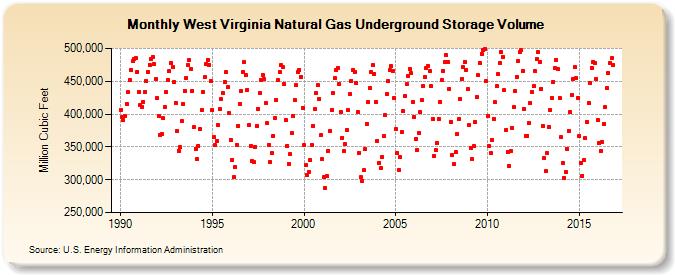 Monthly West Virginia Natural Gas Underground Storage Volume
Million Cubic Feet
500,000
450,000
400,000
350,000
300,000
250,000
1990 1995 2000 2005 2010 2015
Source: U.S. Energy Information Administration